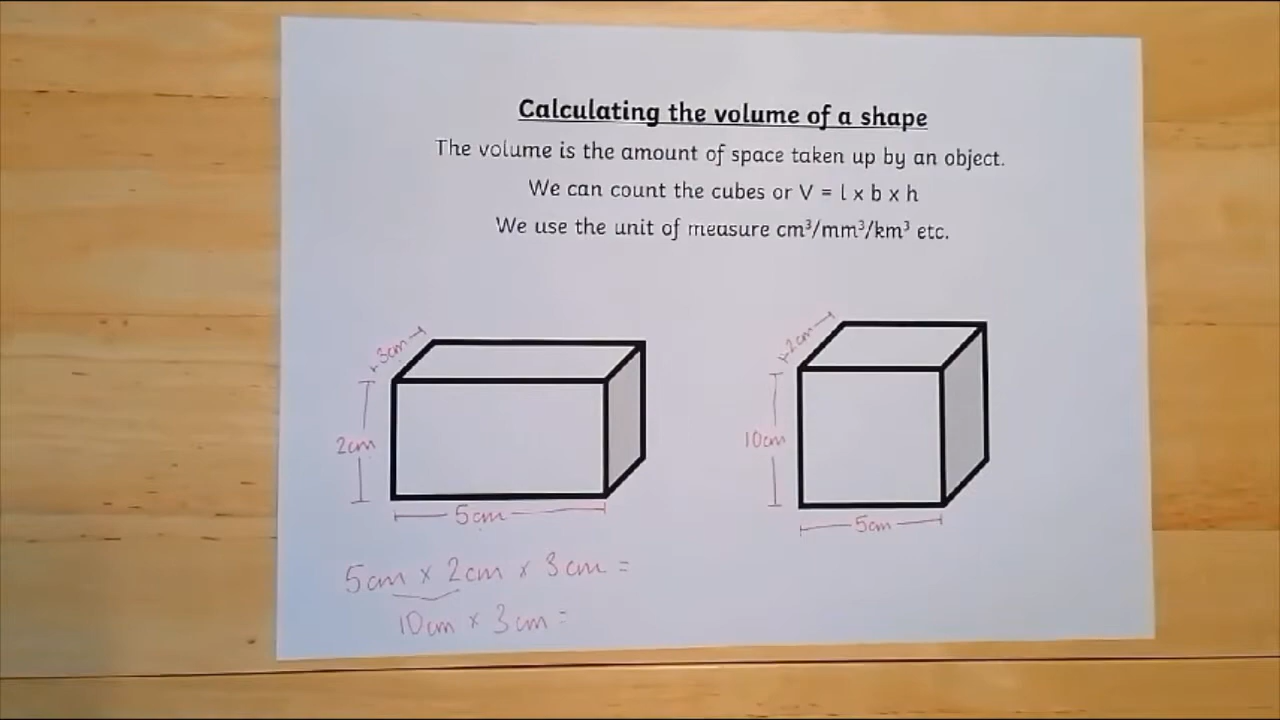 Calculating the volume of a shape
The volume is the amount of space taken up by an object.
We can count the cubes or V = l x b x h
We use the unit of measure cm³/mm³/km³ etc.
3cm
2cm
5cm
2cm
10cm
5cm
5cm x 2cm x 3cm =
10cm x 3cm =